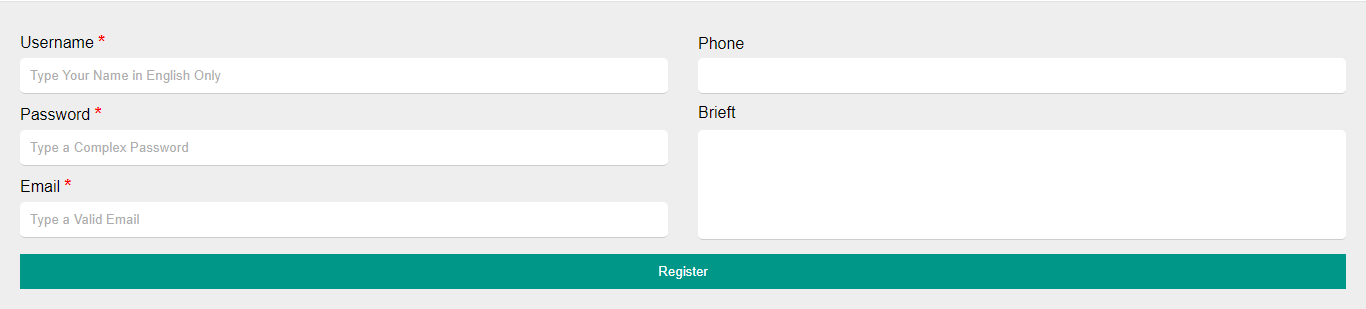 Username *
Type Your Name in English Only
Password *
Type a Complex Password
Email *
Type a Valid Email
Phone
Brieft
Register